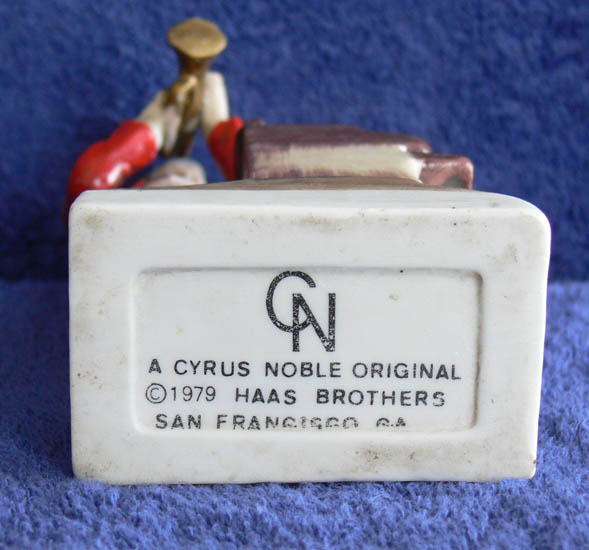 CN
A CYRUS NOBLE ORIGINAL
©1979 HAAS BROTHERS
SAN FRANCISCO CA